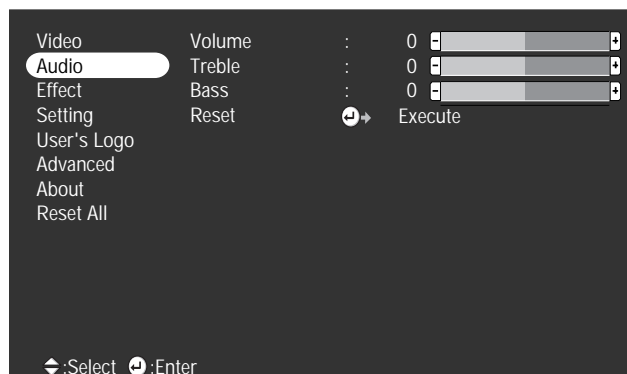 Video Volume : 0 - +
Audio Treble : 0 - +
Effect Bass : 0 - +
Setting Reset Execute
User's Logo
Advanced
About
Reset All
:Select :Enter